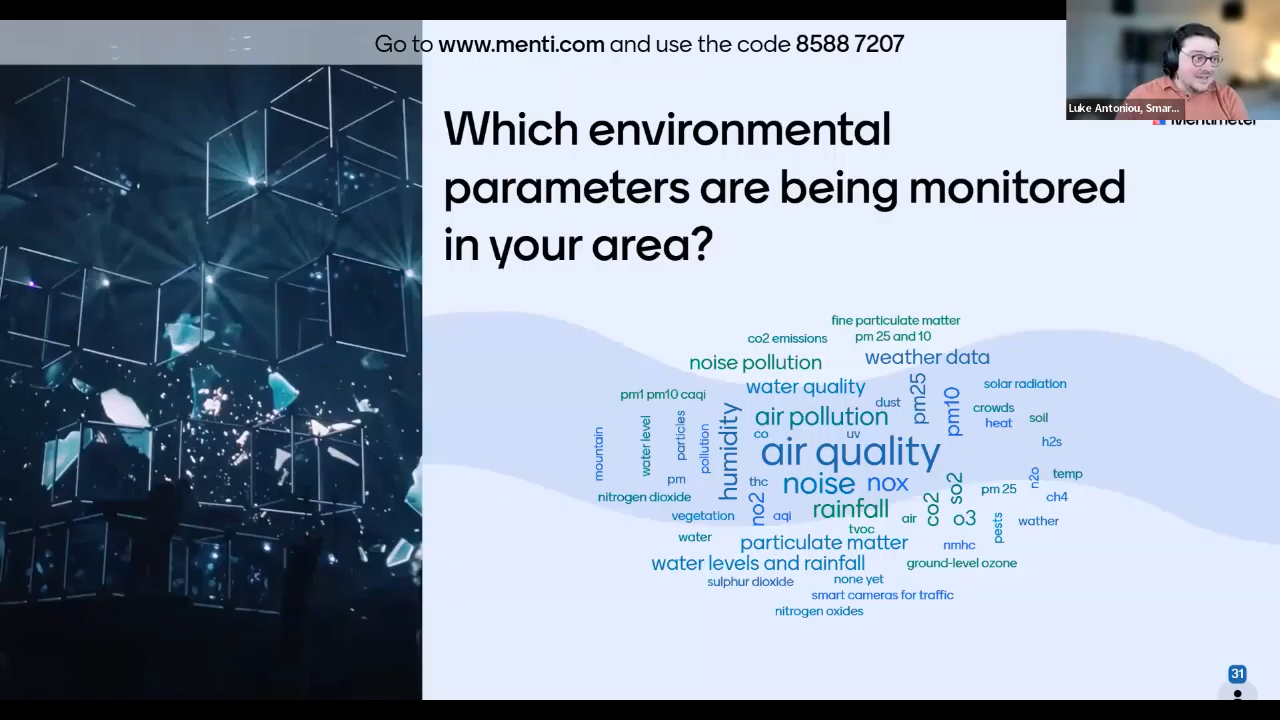 Go to www.menti.com and use the code 8588 7207
Luke Antoniou, Smar...
Mentimeter
Which environmental
parameters are being monitored
in your area?
fine particulate matter
co2 emissions
pm 25 and 10
noise pollution
weather data
water quality
solar radiation
pm1 pm10 caqi
dust
pm25
pm10
crowds
air pollution
heat
soil
mountain
water level
particles
pollution
humidity
co
uv
h2s
air quality
pm
thc
noise
nox
so2
n2o
temp
nitrogen dioxide
no2
co2
pm 25
ch4
rainfall
vegetation
aqi
air
o3
pests
wather
water
tvoc
particulate matter
nmhc
water levels and rainfall
ground-level ozone
sulphur dioxide
none yet
smart cameras for traffic
nitrogen oxides
31